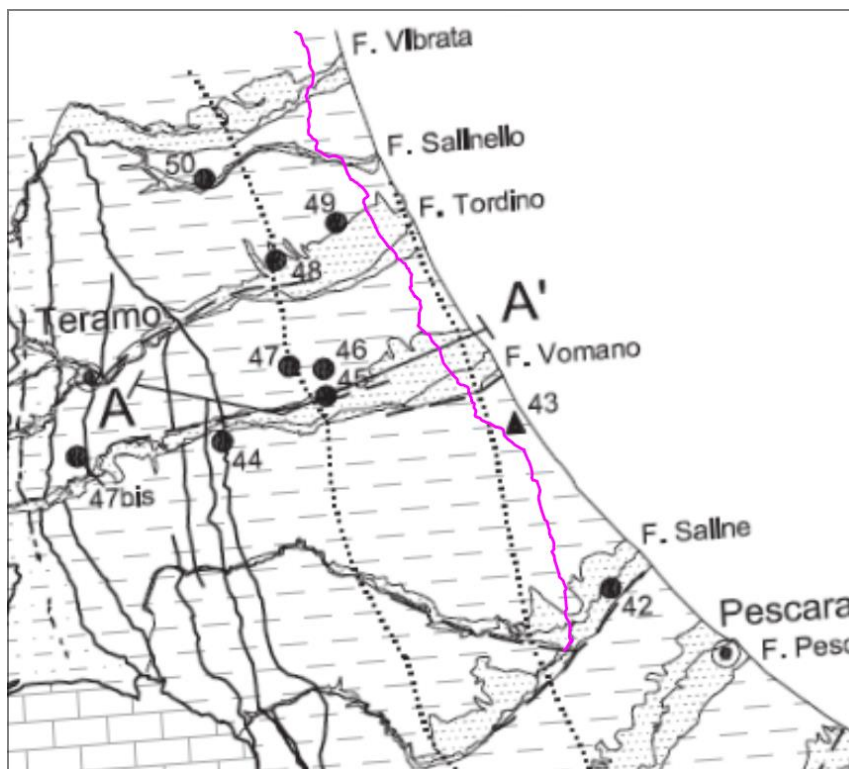 F. Vibrata
F. Salinello
50
49
F. Tordino
48
Teramo
A'
47
46
F. Vomano
45
A
43
44
47bis
F. Saline
42
Pescara
F. Pesc